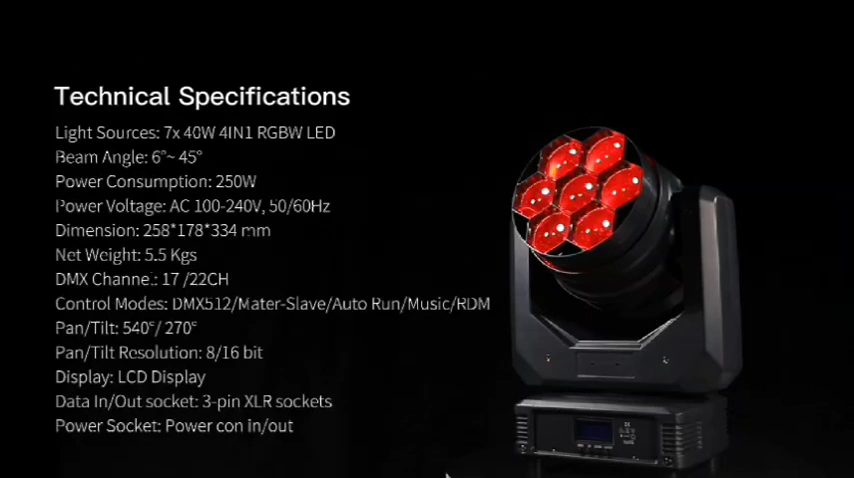 Technical Specifications
Light Sources: 7x 40W 4IN1 RGBW LED
Beam Angle: 6°~ 45°
Power Consumption: 250W
Power Voltage: AC 100-240V, 50/60Hz
Dimension: 258*178*334 mm
Net Weight: 5.5 Kgs
DMX Channel: 17 /22CH
Control Modes: DMX512/Mater-Slave/Auto Run/Music/RDM
Pan/Tilt: 540°/ 270°
Pan/Tilt Resolution: 8/16 bit
Display: LCD Display
Data In/Out socket: 3-pin XLR sockets
Power Socket: Power con in/out